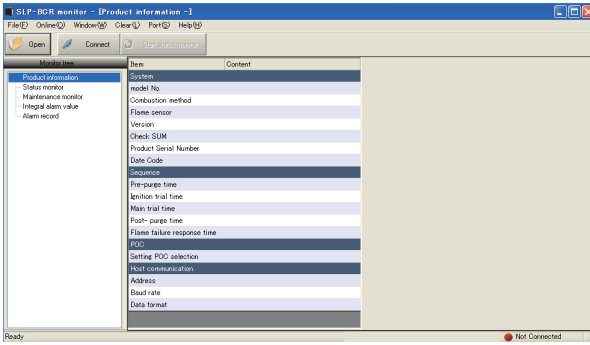 SLP-BCR monitor - [Product information -]
File(F) Online(O) Window(W) Clear(L) Port(S) Help(H)
Open Connect Start status monitor
Monitor tree
Product information
Status monitor
Maintenance monitor
Integral alarm value
Alarm record
Item Content
System
model No.
Combustion method
Flame sensor
Version
Check SUM
Product Serial Number
Date Code
Sequence
Pre-purge time
Ignition trial time
Main trial time
Post- purge time
Flame failure response time
POC
Setting POC selection
Host communication
Address
Baud rate
Data format
Ready Not Connected